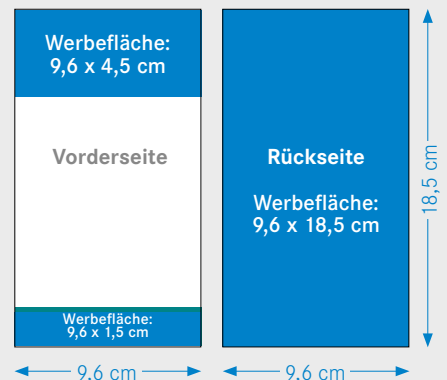 Werbefläche:
9,6 x 4,5 cm
Vorderseite
Werbefläche:
9,6 x 1,5 cm
Rückseite
Werbefläche:
9,6 x 18,5 cm
18,5 cm
9,6 cm
9,6 cm